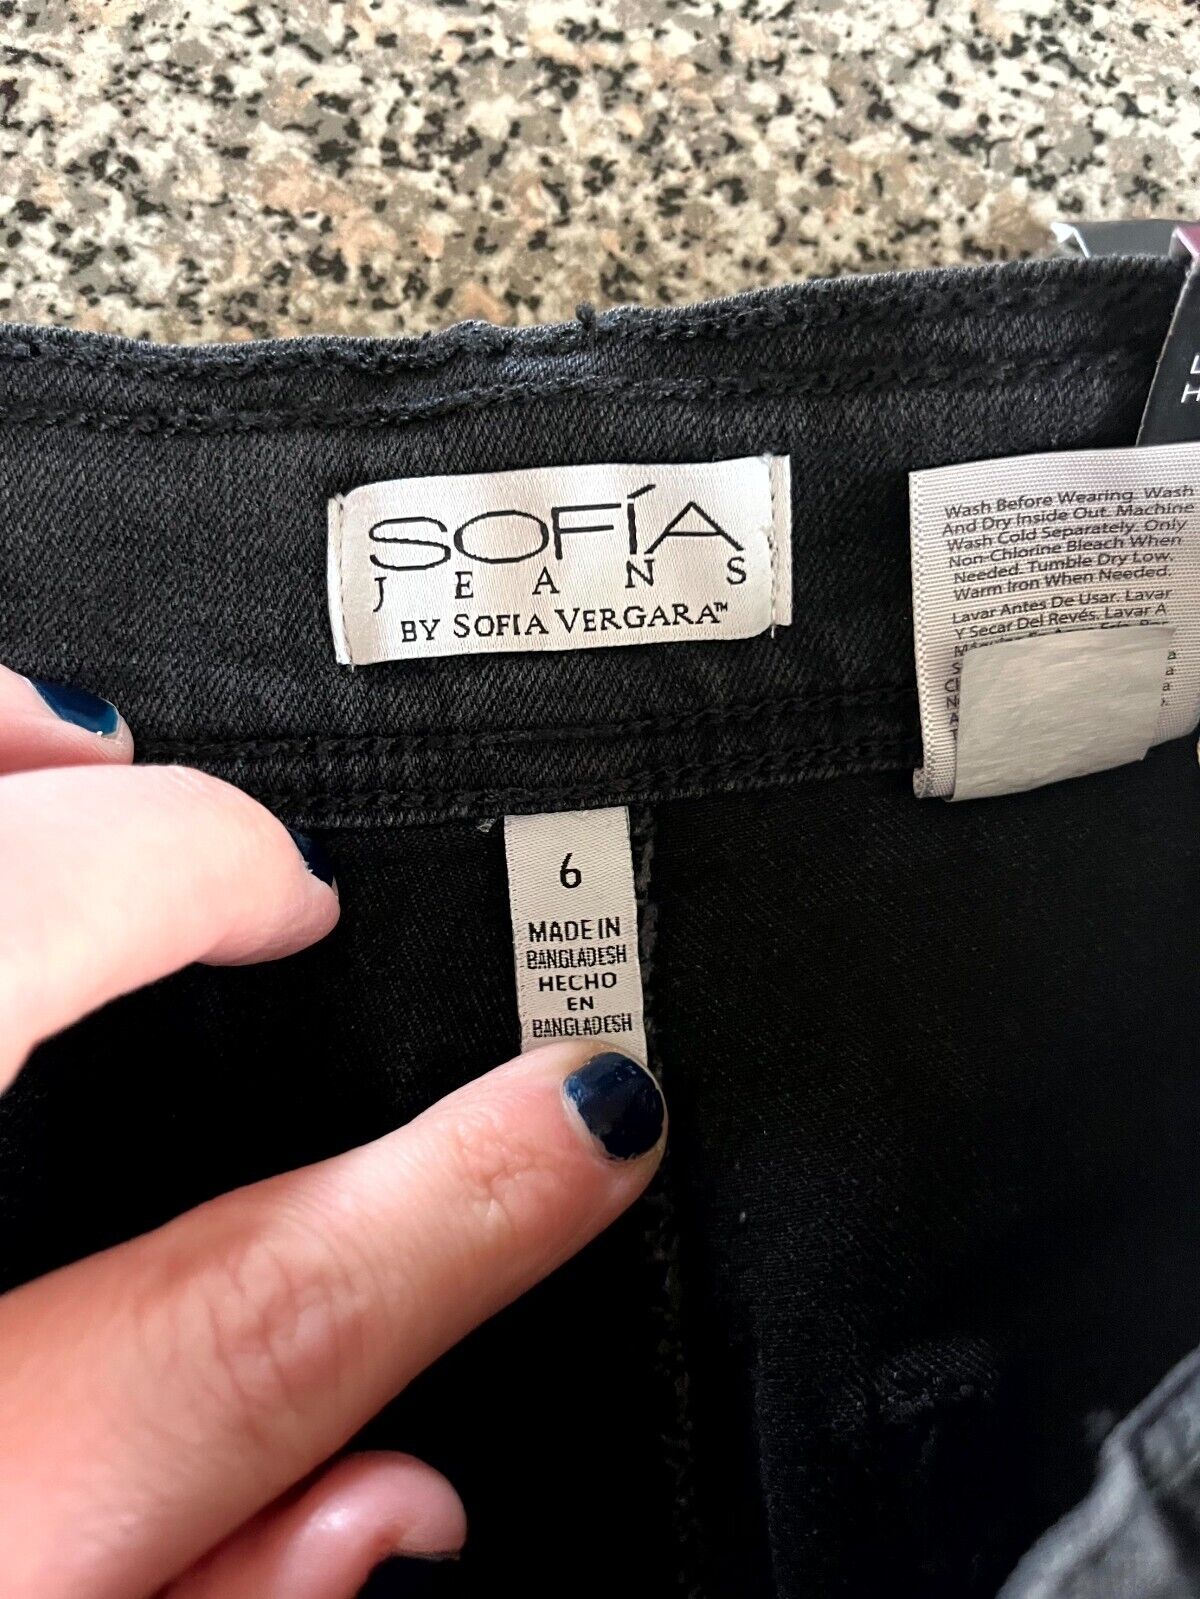 SOFÍA
JEANS
BY SOFIA VERGARA™
Wash Before Wearing. Wash
And Dry Inside Out. Machine
Wash Cold Separately. Only
Non-Chlorine Bleach When
Needed. Tumble Dry Low.
Warm Iron When Needed.
Lavar Antes De Usar. Lavar
Y Secar Del Revés. Lavar A
6
MADE IN
BANGLADESH
HECHO
EN
BANGLADESH